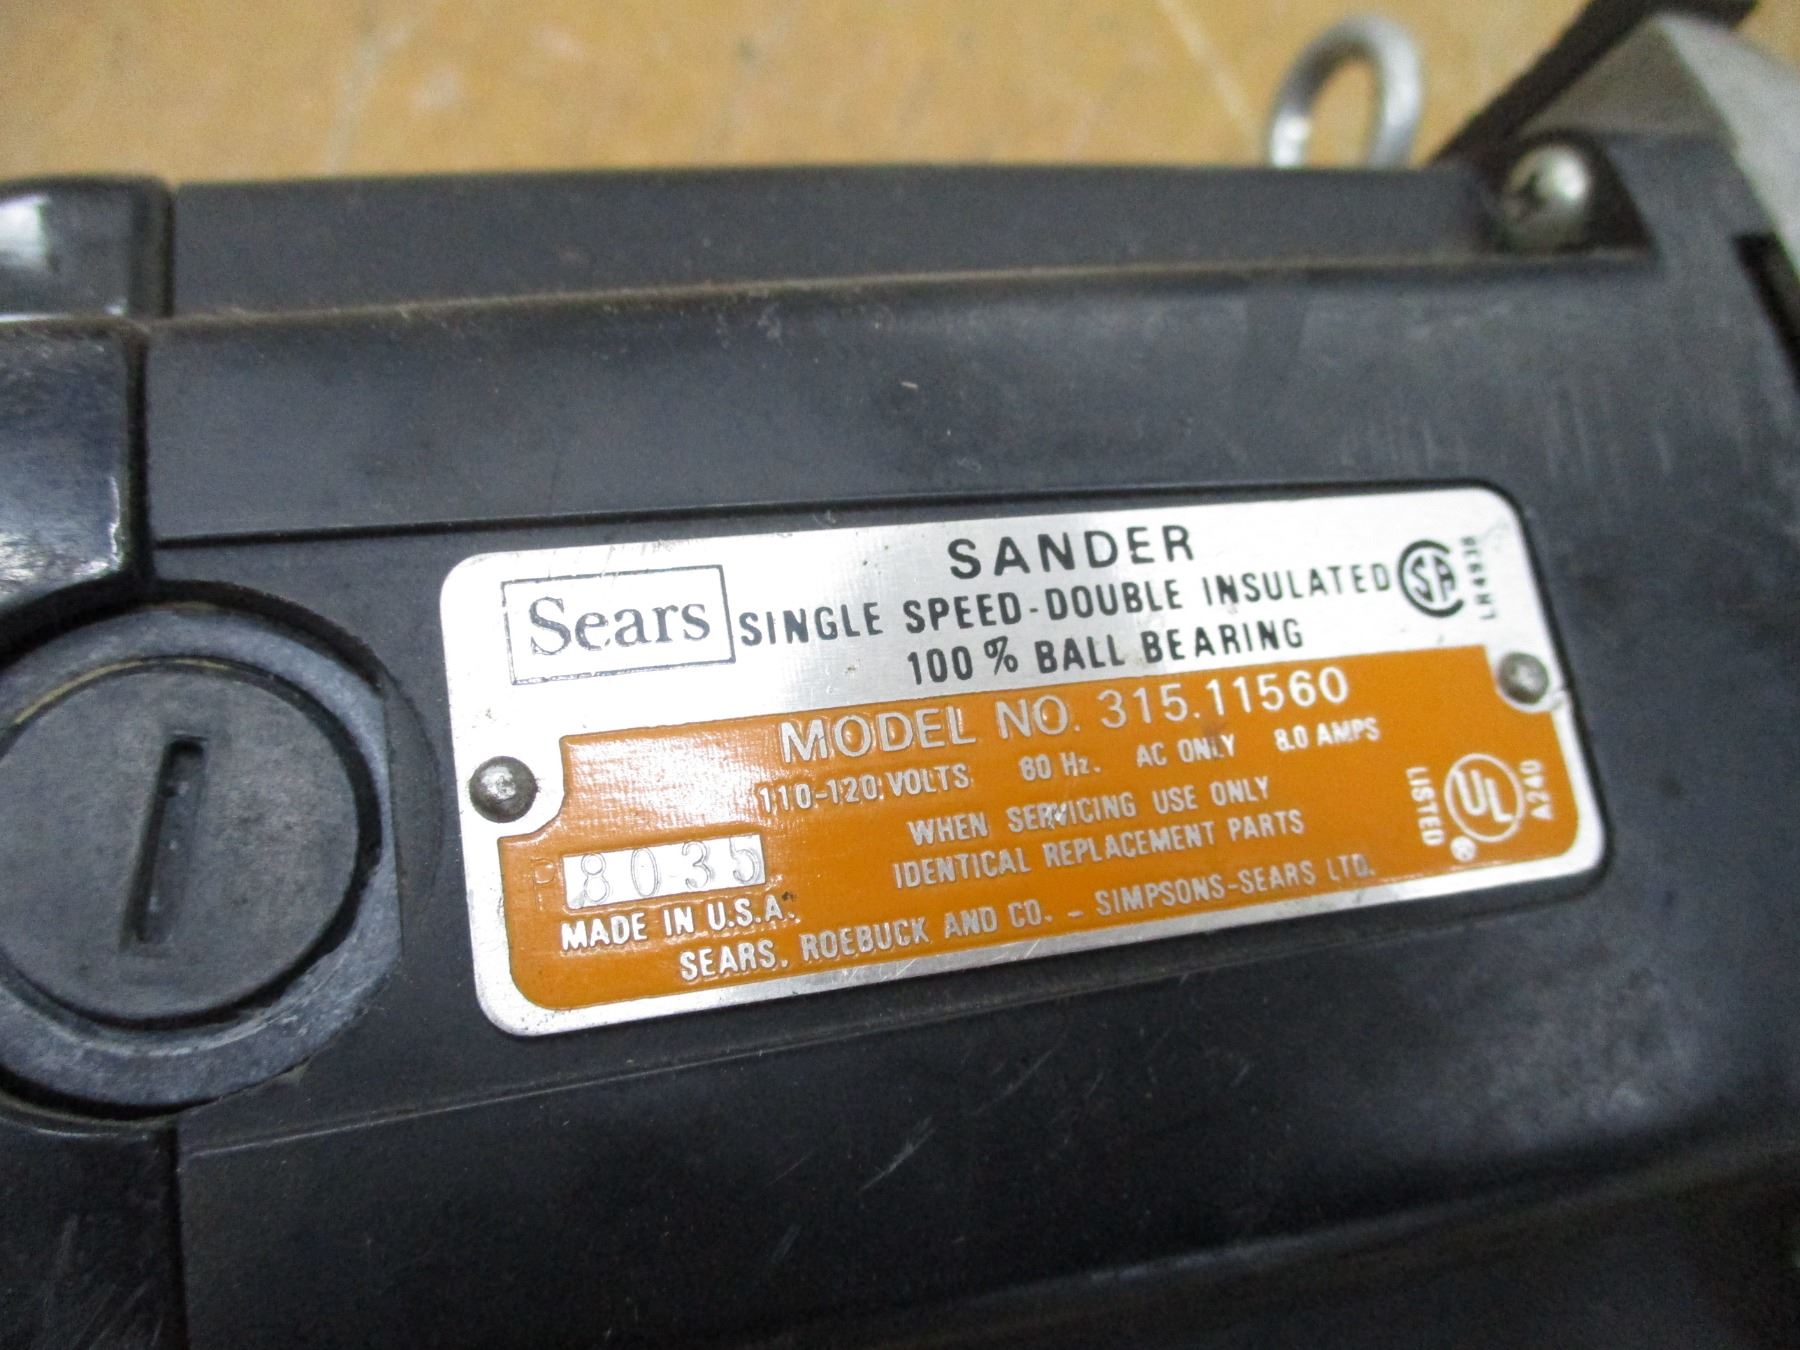 SANDER
Sears SINGLE SPEED-DOUBLE INSULATED
100% BALL BEARING
SA
LR4938
MODEL NO. 315.11560
110-120 VOLTS 60 Hz. AC ONLY 8.0 AMPS
WHEN SERVICING USE ONLY
IDENTICAL REPLACEMENT PARTS
LISTED UL A240
®
P 8035
MADE IN U.S.A.
SEARS, ROEBUCK AND CO. - SIMPSONS-SEARS LTD.